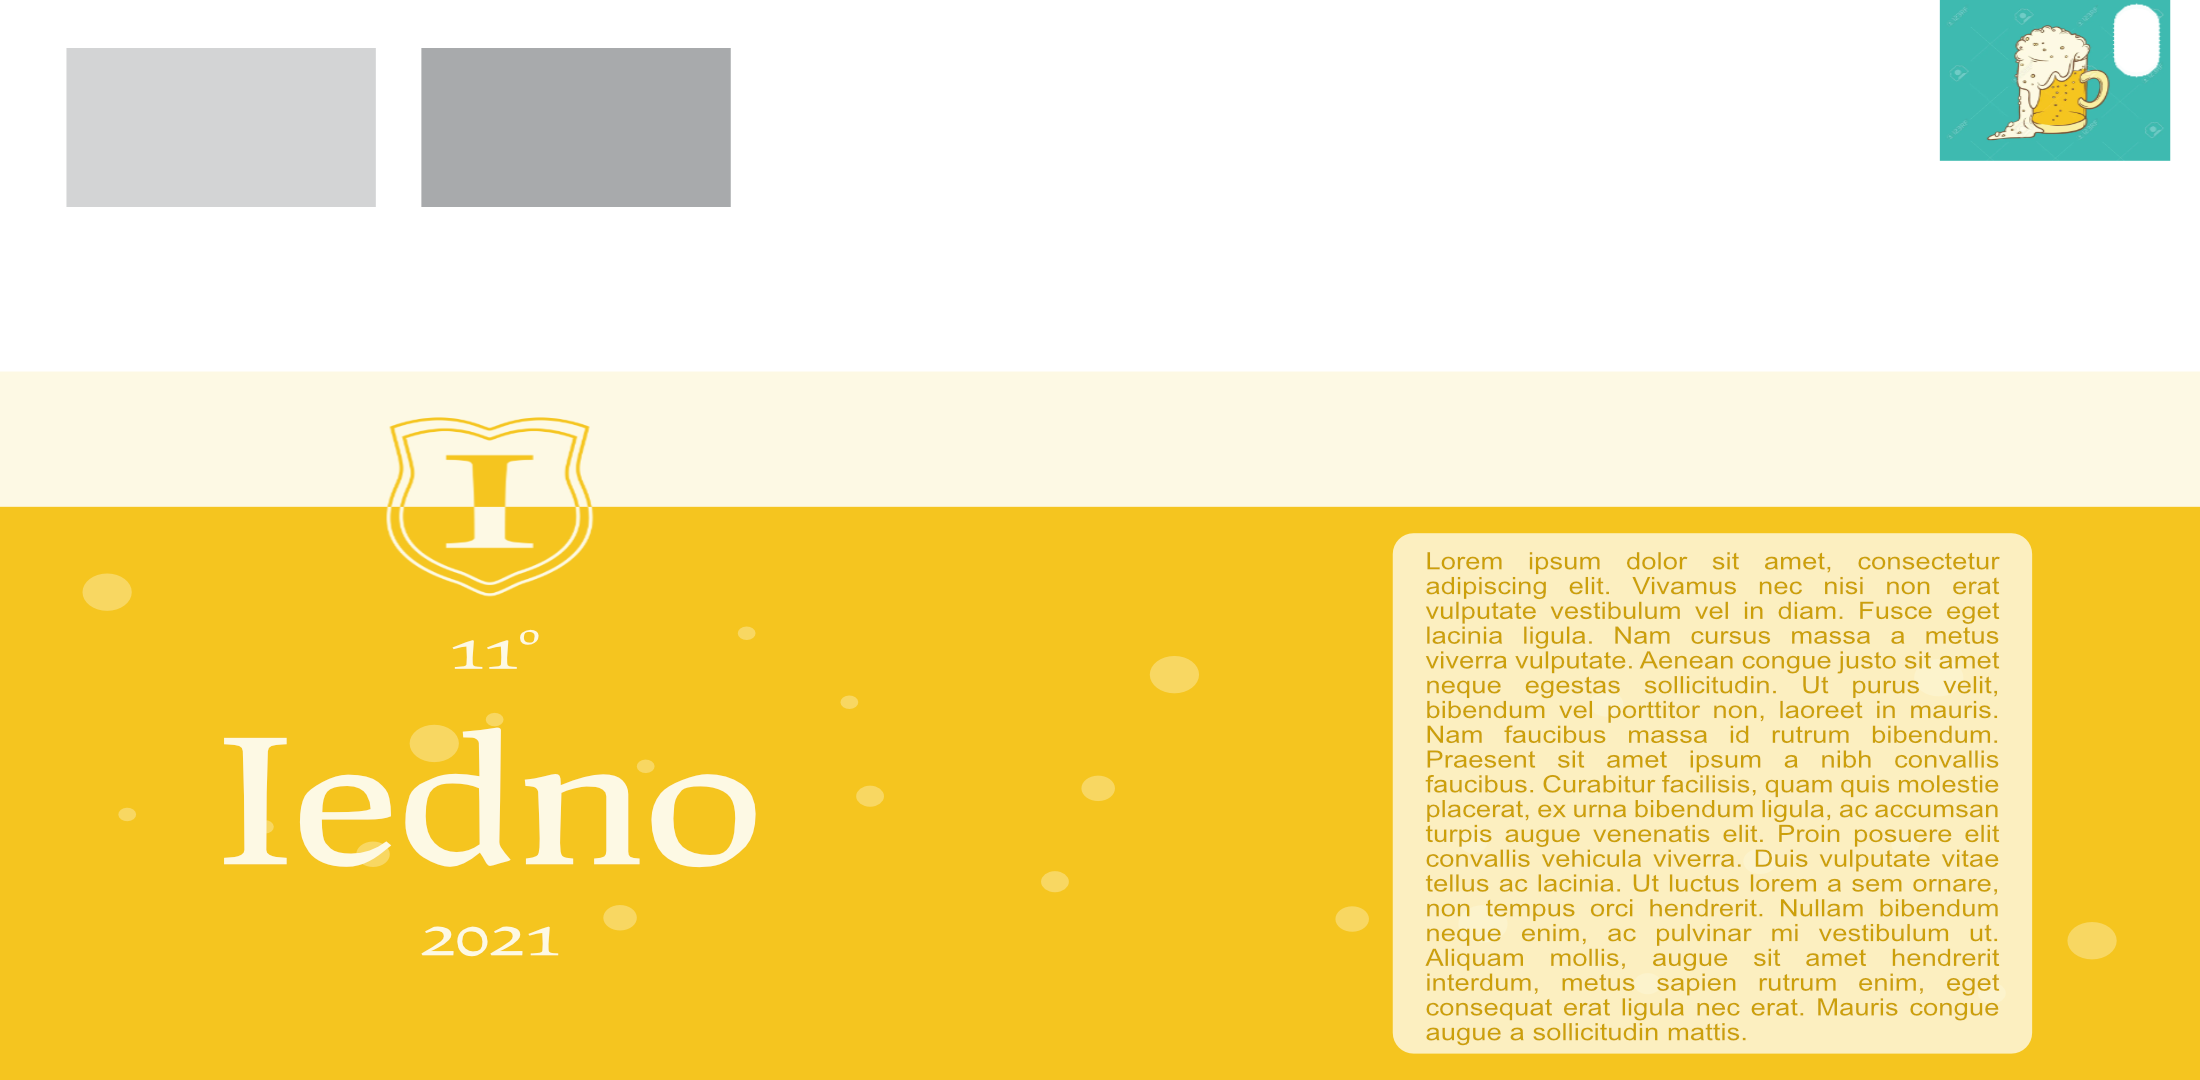 I
11°
Iedno
2021
Lorem ipsum dolor sit amet, consectetur
adipiscing elit. Vivamus nec nisi non erat
vulputate vestibulum vel in diam. Fusce eget
lacinia ligula. Nam cursus massa a metus
viverra vulputate. Aenean congue justo sit amet
neque egestas sollicitudin. Ut purus velit,
bibendum vel porttitor non, laoreet in mauris.
Nam faucibus massa id rutrum bibendum.
Praesent sit amet ipsum a nibh convallis
faucibus. Curabitur facilisis, quam quis molestie
placerat, ex urna bibendum ligula, ac accumsan
turpis augue venenatis elit. Proin posuere elit
convallis vehicula viverra. Duis vulputate vitae
tellus ac lacinia. Ut luctus lorem a sem ornare,
non tempus orci hendrerit. Nullam bibendum
neque enim, ac pulvinar mi vestibulum ut.
Aliquam mollis, augue sit amet hendrerit
interdum, metus sapien rutrum enim, eget
consequat erat ligula nec erat. Mauris congue
augue a sollicitudin mattis.